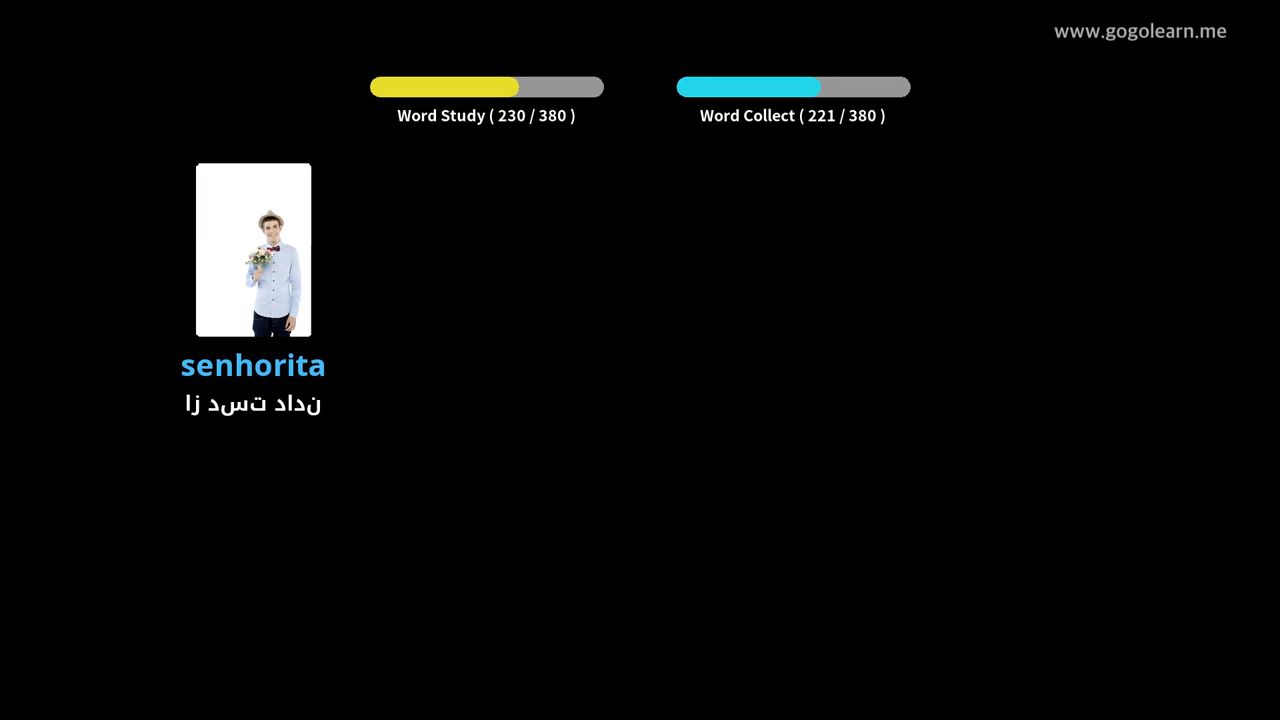 www.gogolearn.me
Word Study ( 230 / 380 )
Word Collect ( 221 / 380 )
senhorita
از دست دادن